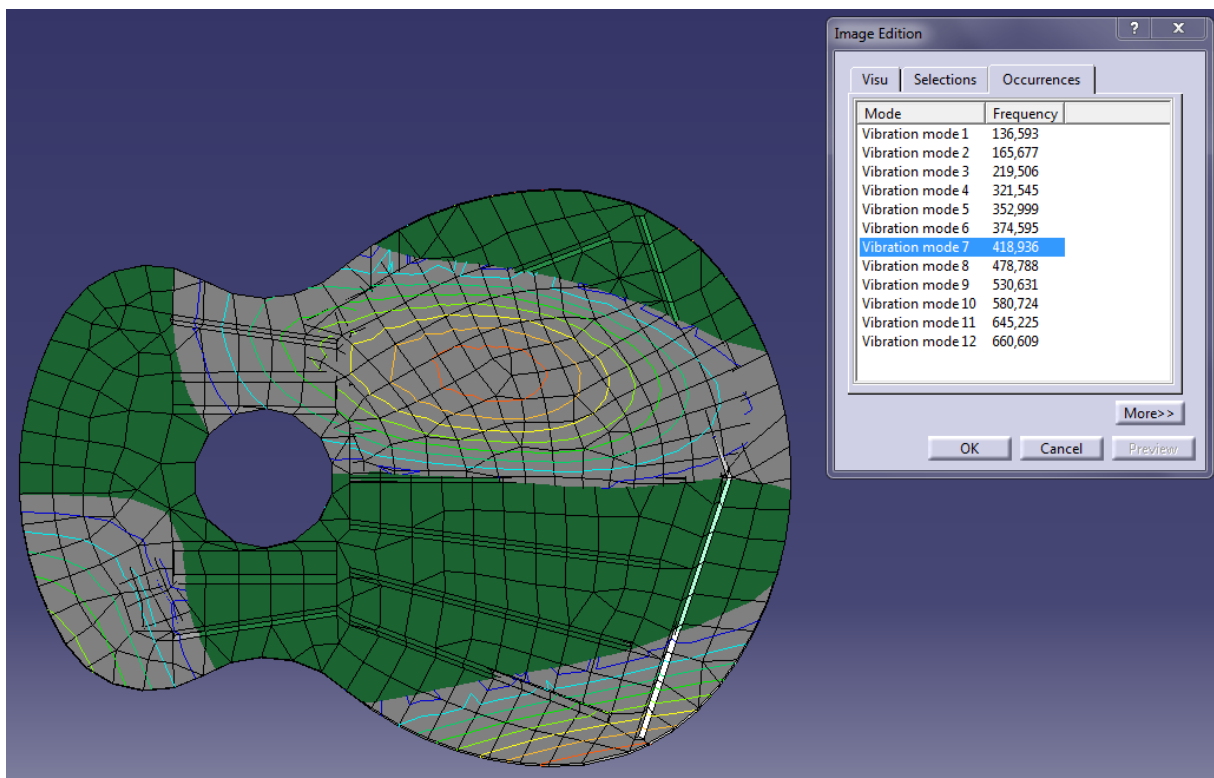 Image Edition
Visu Selections Occurrences
Mode Frequency
Vibration mode 1 136,593
Vibration mode 2 165,677
Vibration mode 3 219,506
Vibration mode 4 321,545
Vibration mode 5 352,999
Vibration mode 6 374,595
Vibration mode 7 418,936
Vibration mode 8 478,788
Vibration mode 9 530,631
Vibration mode 10 580,724
Vibration mode 11 645,225
Vibration mode 12 660,609
More>>
OK Cancel Preview